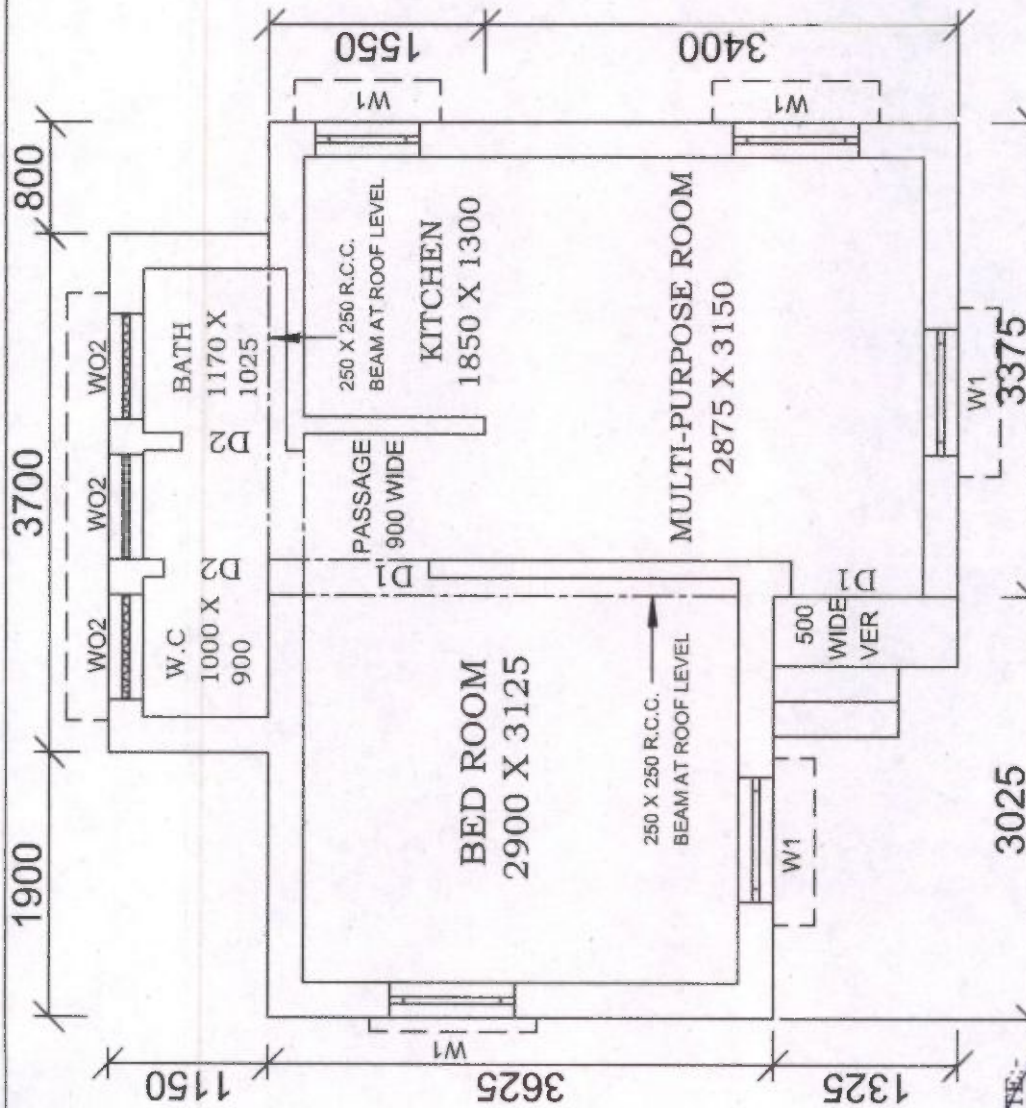 1900
3700
800
1550
3400
1150
3625
1325
3025
3375
WO2
WO2
WO2
W.C
1000 X
900
D2
D2
BATH
1170 X
1025
W1
250 X 250 R.C.C.
BEAM AT ROOF LEVEL
KITCHEN
1850 X 1300
PASSAGE
900 WIDE
D1
W1
MULTI-PURPOSE ROOM
2875 X 3150
BED ROOM
2900 X 3125
250 X 250 R.C.C.
BEAM AT ROOF LEVEL
D1
500
WIDE
VER
W1
W1
W1
TE:-